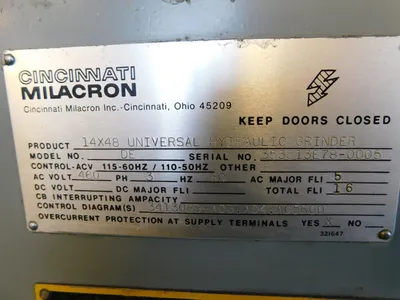 CINCINNATI
MILACRON
Cincinnati Milacron Inc.-Cincinnati, Ohio 45209
KEEP DOORS CLOSED
PRODUCT 14X48 UNIVERSAL HYDRAULIC GRINDER
MODEL NO. DE SERIAL NO. 3531
CONTROL-ACV 115-60HZ / 110-50HZ OTHER
AC VOLT 460 PH 3 HZ AC MAJOR FLI 5
DC VOLT DC MAJOR FLI TOTAL FLI 16
CB INTERRUPTING AMPACITY
CONTROL DIAGRAM(S)
OVERCURRENT PROTECTION AT SUPPLY TERMINALS YES X NO
321647